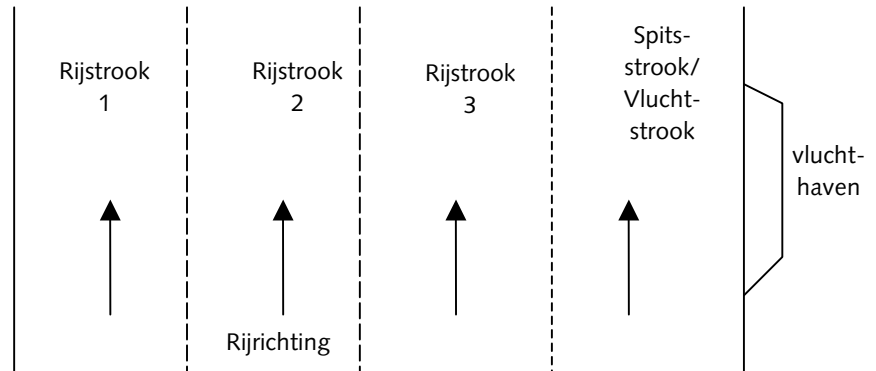 Rijstrook
1
Rijstrook
2
Rijstrook
3
Spits-
strook/
Vlucht-
strook
vlucht-
haven
Rijrichting